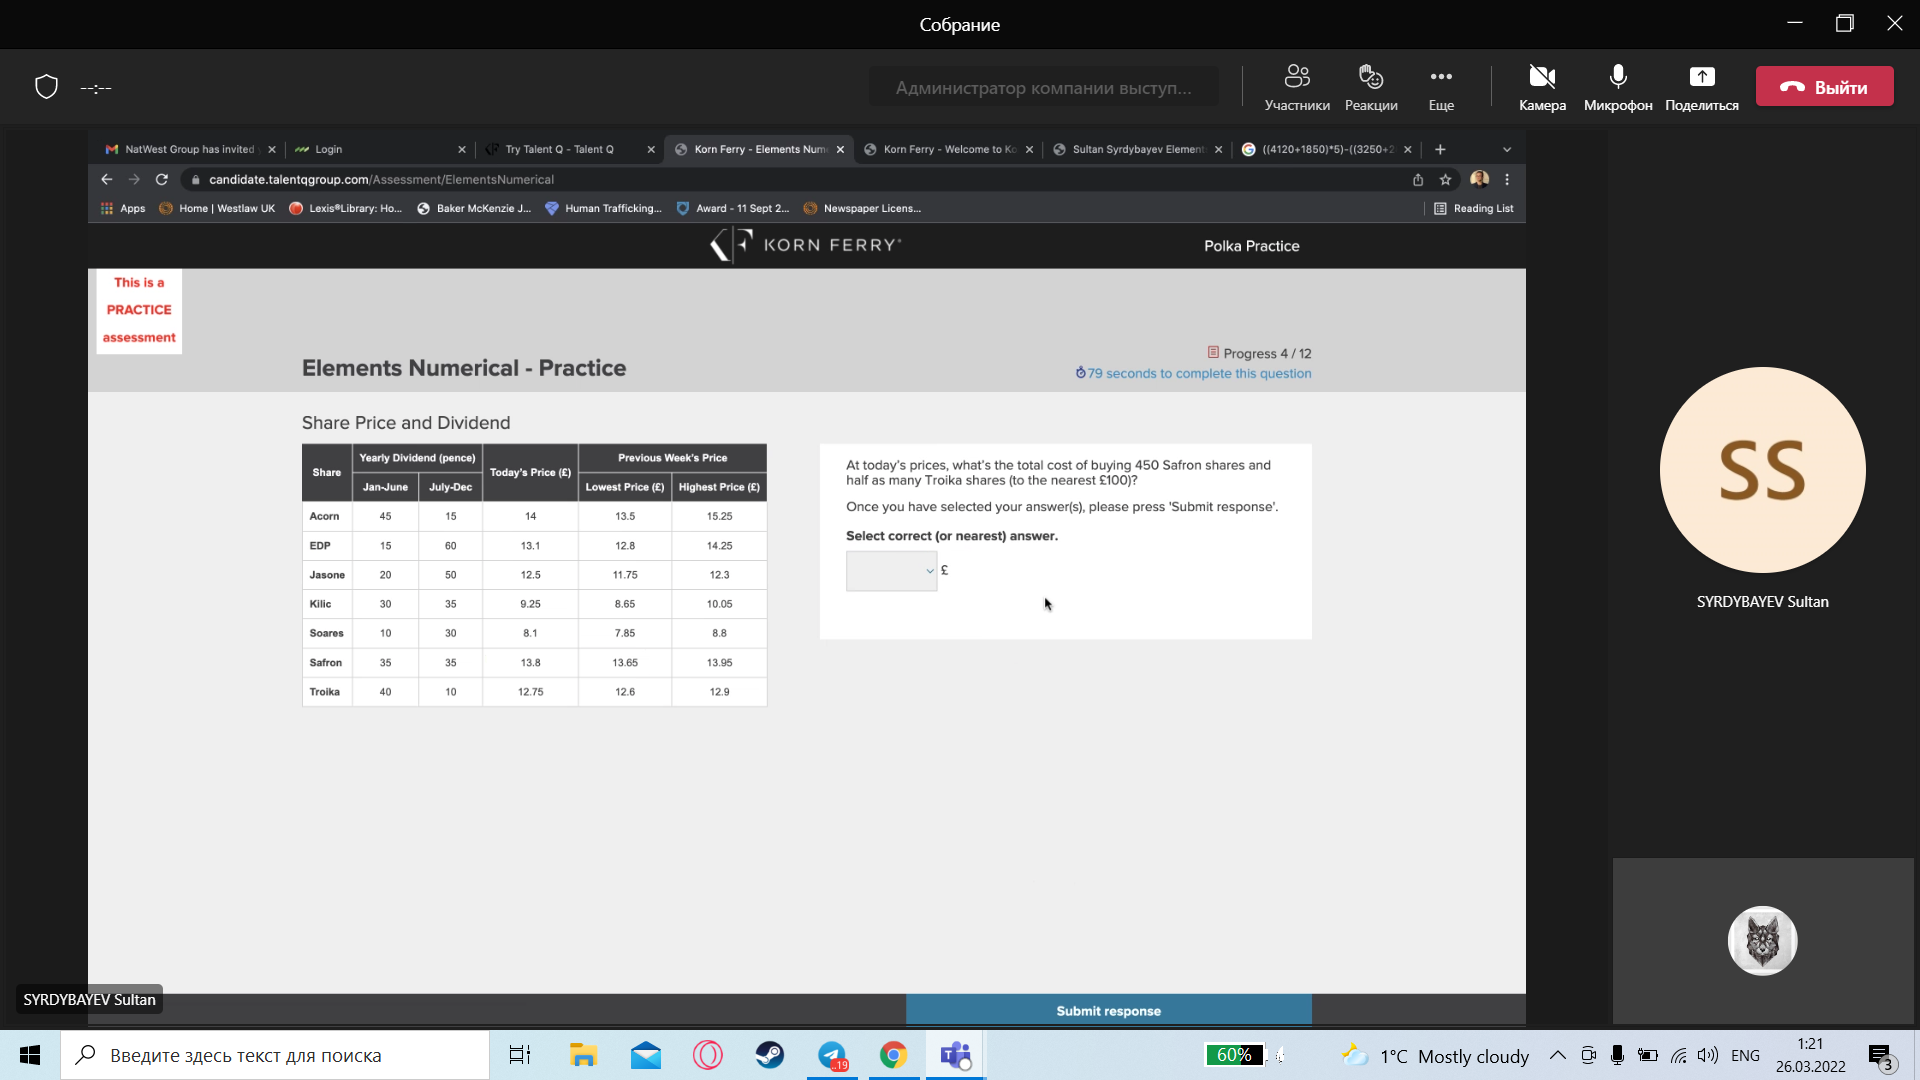 Собрание
--:--
Администратор компании выступ...
Участники
Реакции
Еще
Камера
Микрофон
Поделиться
Выйти
NatWest Group has invited
Login
Try Talent Q - Talent Q
Korn Ferry - Elements Num
Korn Ferry - Welcome to Ko
Sultan Syrdybayev Element
((4120+1850)*5)-((3250+2
candidate.talentqgroup.com/Assessment/ElementsNumerical
Apps
Home | Westlaw UK
Lexis®Library: Ho...
Baker McKenzie J...
Human Trafficking...
Award - 11 Sept 2...
Newspaper Licens...
Reading List
KORN FERRY
Polka Practice
This is a
PRACTICE
assessment
Elements Numerical - Practice
Progress 4 / 12
79 seconds to complete this question
Share Price and Dividend
Share Yearly Dividend (pence) Today's Price (£) Previous Week's Price
Jan-June July-Dec Lowest Price (£) Highest Price (£)
Acorn 45 15 14 13.5 15.25
EDP 15 60 13.1 12.8 14.25
Jasone 20 50 12.5 11.75 12.3
Kilic 30 35 9.25 8.65 10.05
Soares 10 30 8.1 7.85 8.8
Safron 35 35 13.8 13.65 13.95
Troika 40 10 12.75 12.6 12.9
At today's prices, what's the total cost of buying 450 Safron shares and
half as many Troika shares (to the nearest £100)?
Once you have selected your answer(s), please press 'Submit response'.
Select correct (or nearest) answer.
£
Submit response
SS
SYRDYBAYEV Sultan
SYRDYBAYEV Sultan
Введите здесь текст для поиска
..19
60%
1°C Mostly cloudy
ENG
1:21
26.03.2022
3